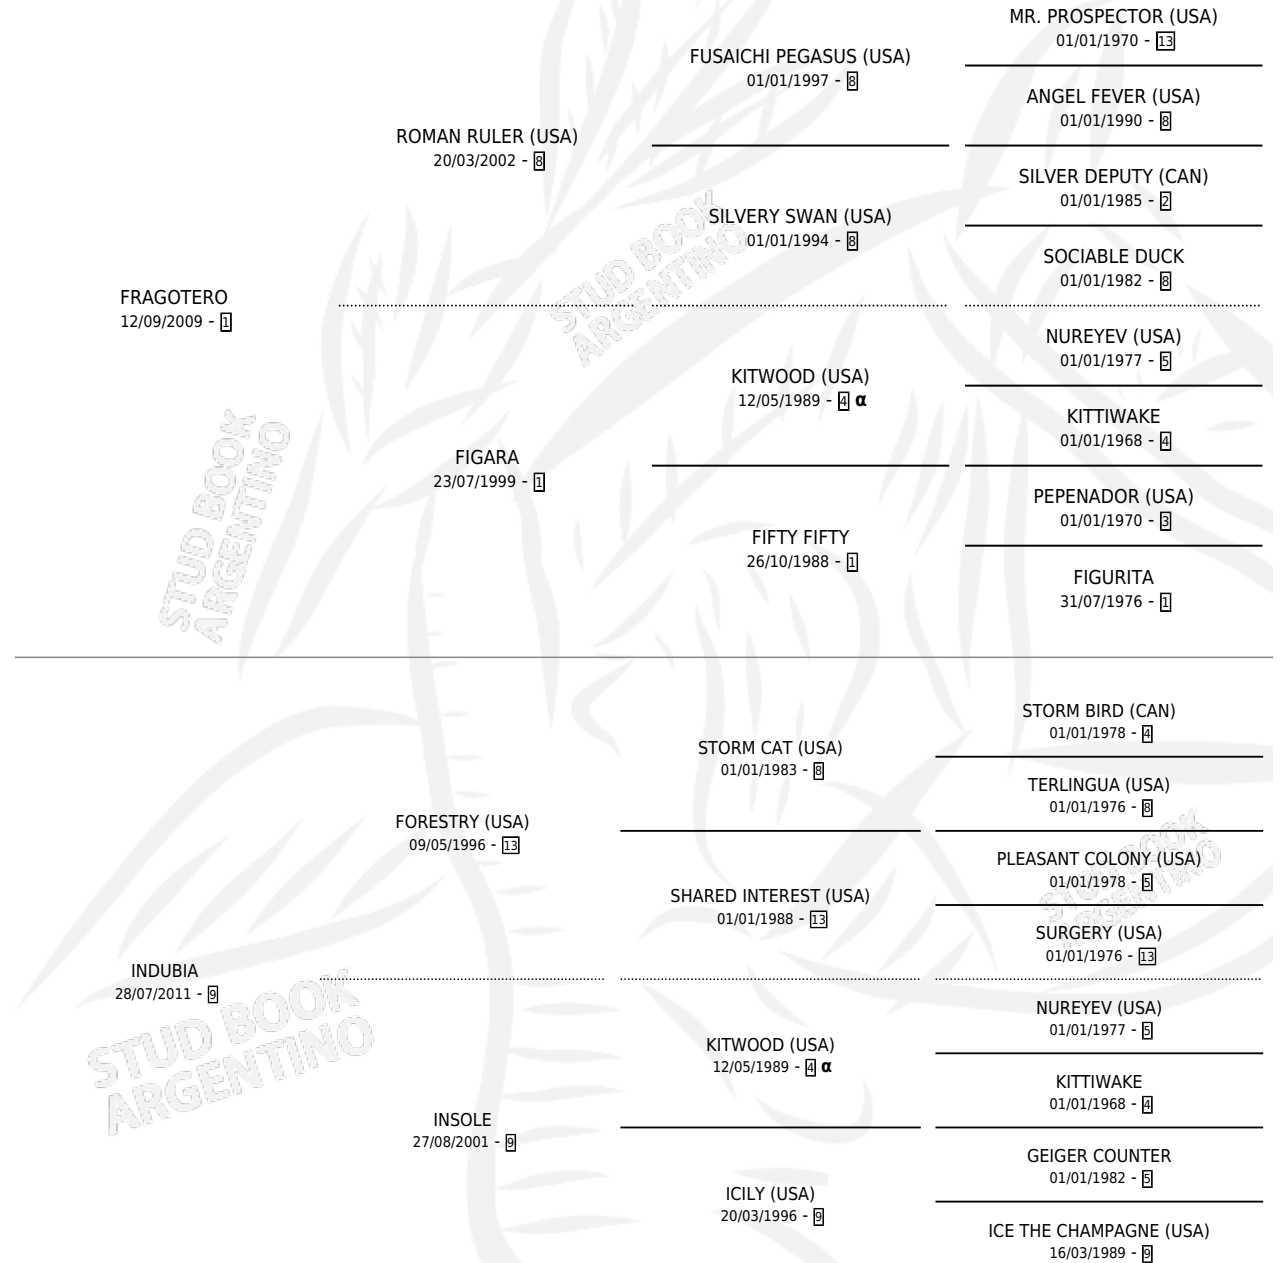 MR. PROSPECTOR (USA)
01/01/1970 - 13
FUSAICHI PEGASUS (USA)
01/01/1997 - 8
ANGEL FEVER (USA)
01/01/1990 - 8
ROMAN RULER (USA)
20/03/2002 - 8
SILVER DEPUTY (CAN)
01/01/1985 - 2
SILVERY SWAN (USA)
01/01/1994 - 8
SOCIABLE DUCK
01/01/1982 - 8
FRAGOTERO
12/09/2009 - 1
NUREYEV (USA)
01/01/1977 - 5
KITWOOD (USA)
12/05/1989 - 4 α
KITTIWAKE
01/01/1968 - 4
FIGARA
23/07/1999 - 1
PEPENADOR (USA)
01/01/1970 - 3
FIFTY FIFTY
26/10/1988 - 1
FIGURITA
31/07/1976 - 1
STUD BOOK
ARGENTINO
STUD BOOK
ARGENTINO
STORM BIRD (CAN)
01/01/1978 - 4
STORM CAT (USA)
01/01/1983 - 8
TERLINGUA (USA)
01/01/1976 - 8
FORESTRY (USA)
09/05/1996 - 13
PLEASANT COLONY (USA)
01/01/1978 - 5
SHARED INTEREST (USA)
01/01/1988 - 13
SURGERY (USA)
01/01/1976 - 13
INDUBIA
28/07/2011 - 9
NUREYEV (USA)
01/01/1977 - 5
KITWOOD (USA)
12/05/1989 - 4 α
KITTIWAKE
01/01/1968 - 4
INSOLE
27/08/2001 - 9
GEIGER COUNTER
01/01/1982 - 5
ICILY (USA)
20/03/1996 - 9
ICE THE CHAMPAGNE (USA)
16/03/1989 - 9
STUD BOOK
ARGENTINO
STUD BOOK
ARGENTINO